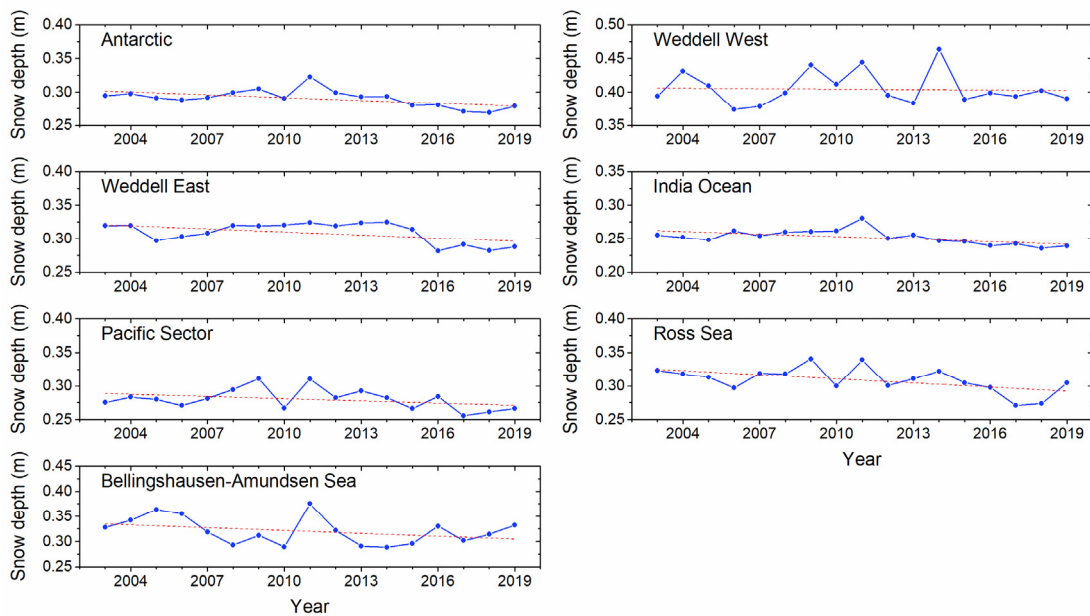 Antarctic
Snow depth (m)
0.40
0.35
0.30
0.25
2004 2007 2010 2013 2016 2019
Weddell West
Snow depth (m)
0.50
0.45
0.40
0.35
2004 2007 2010 2013 2016 2019
Weddell East
Snow depth (m)
0.40
0.35
0.30
0.25
2004 2007 2010 2013 2016 2019
India Ocean
Snow depth (m)
0.35
0.30
0.25
0.20
2004 2007 2010 2013 2016 2019
Pacific Sector
Snow depth (m)
0.40
0.35
0.30
0.25
2004 2007 2010 2013 2016 2019
Ross Sea
Snow depth (m)
0.40
0.35
0.30
0.25
2004 2007 2010 2013 2016 2019
Year
Bellingshausen-Amundsen Sea
Snow depth (m)
0.45
0.40
0.35
0.30
0.25
2004 2007 2010 2013 2016 2019
Year